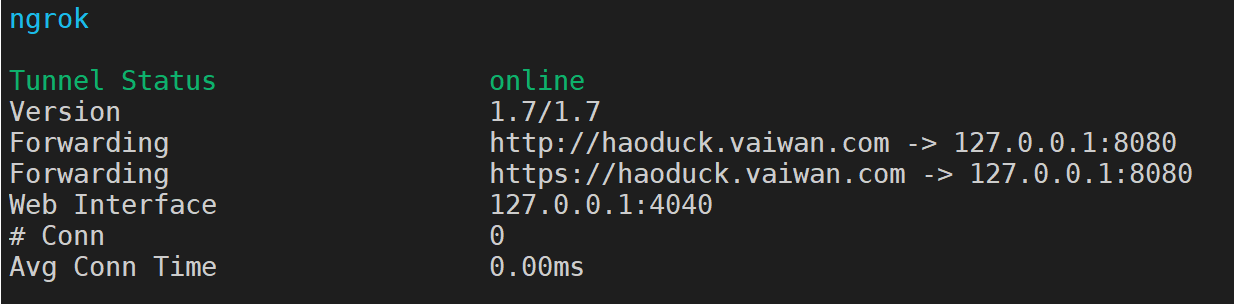 ngrok
Tunnel Status online
Version 1.7/1.7
Forwarding http://haoduck.vaiwan.com -> 127.0.0.1:8080
Forwarding https://haoduck.vaiwan.com -> 127.0.0.1:8080
Web Interface 127.0.0.1:4040
# Conn 0
Avg Conn Time 0.00ms